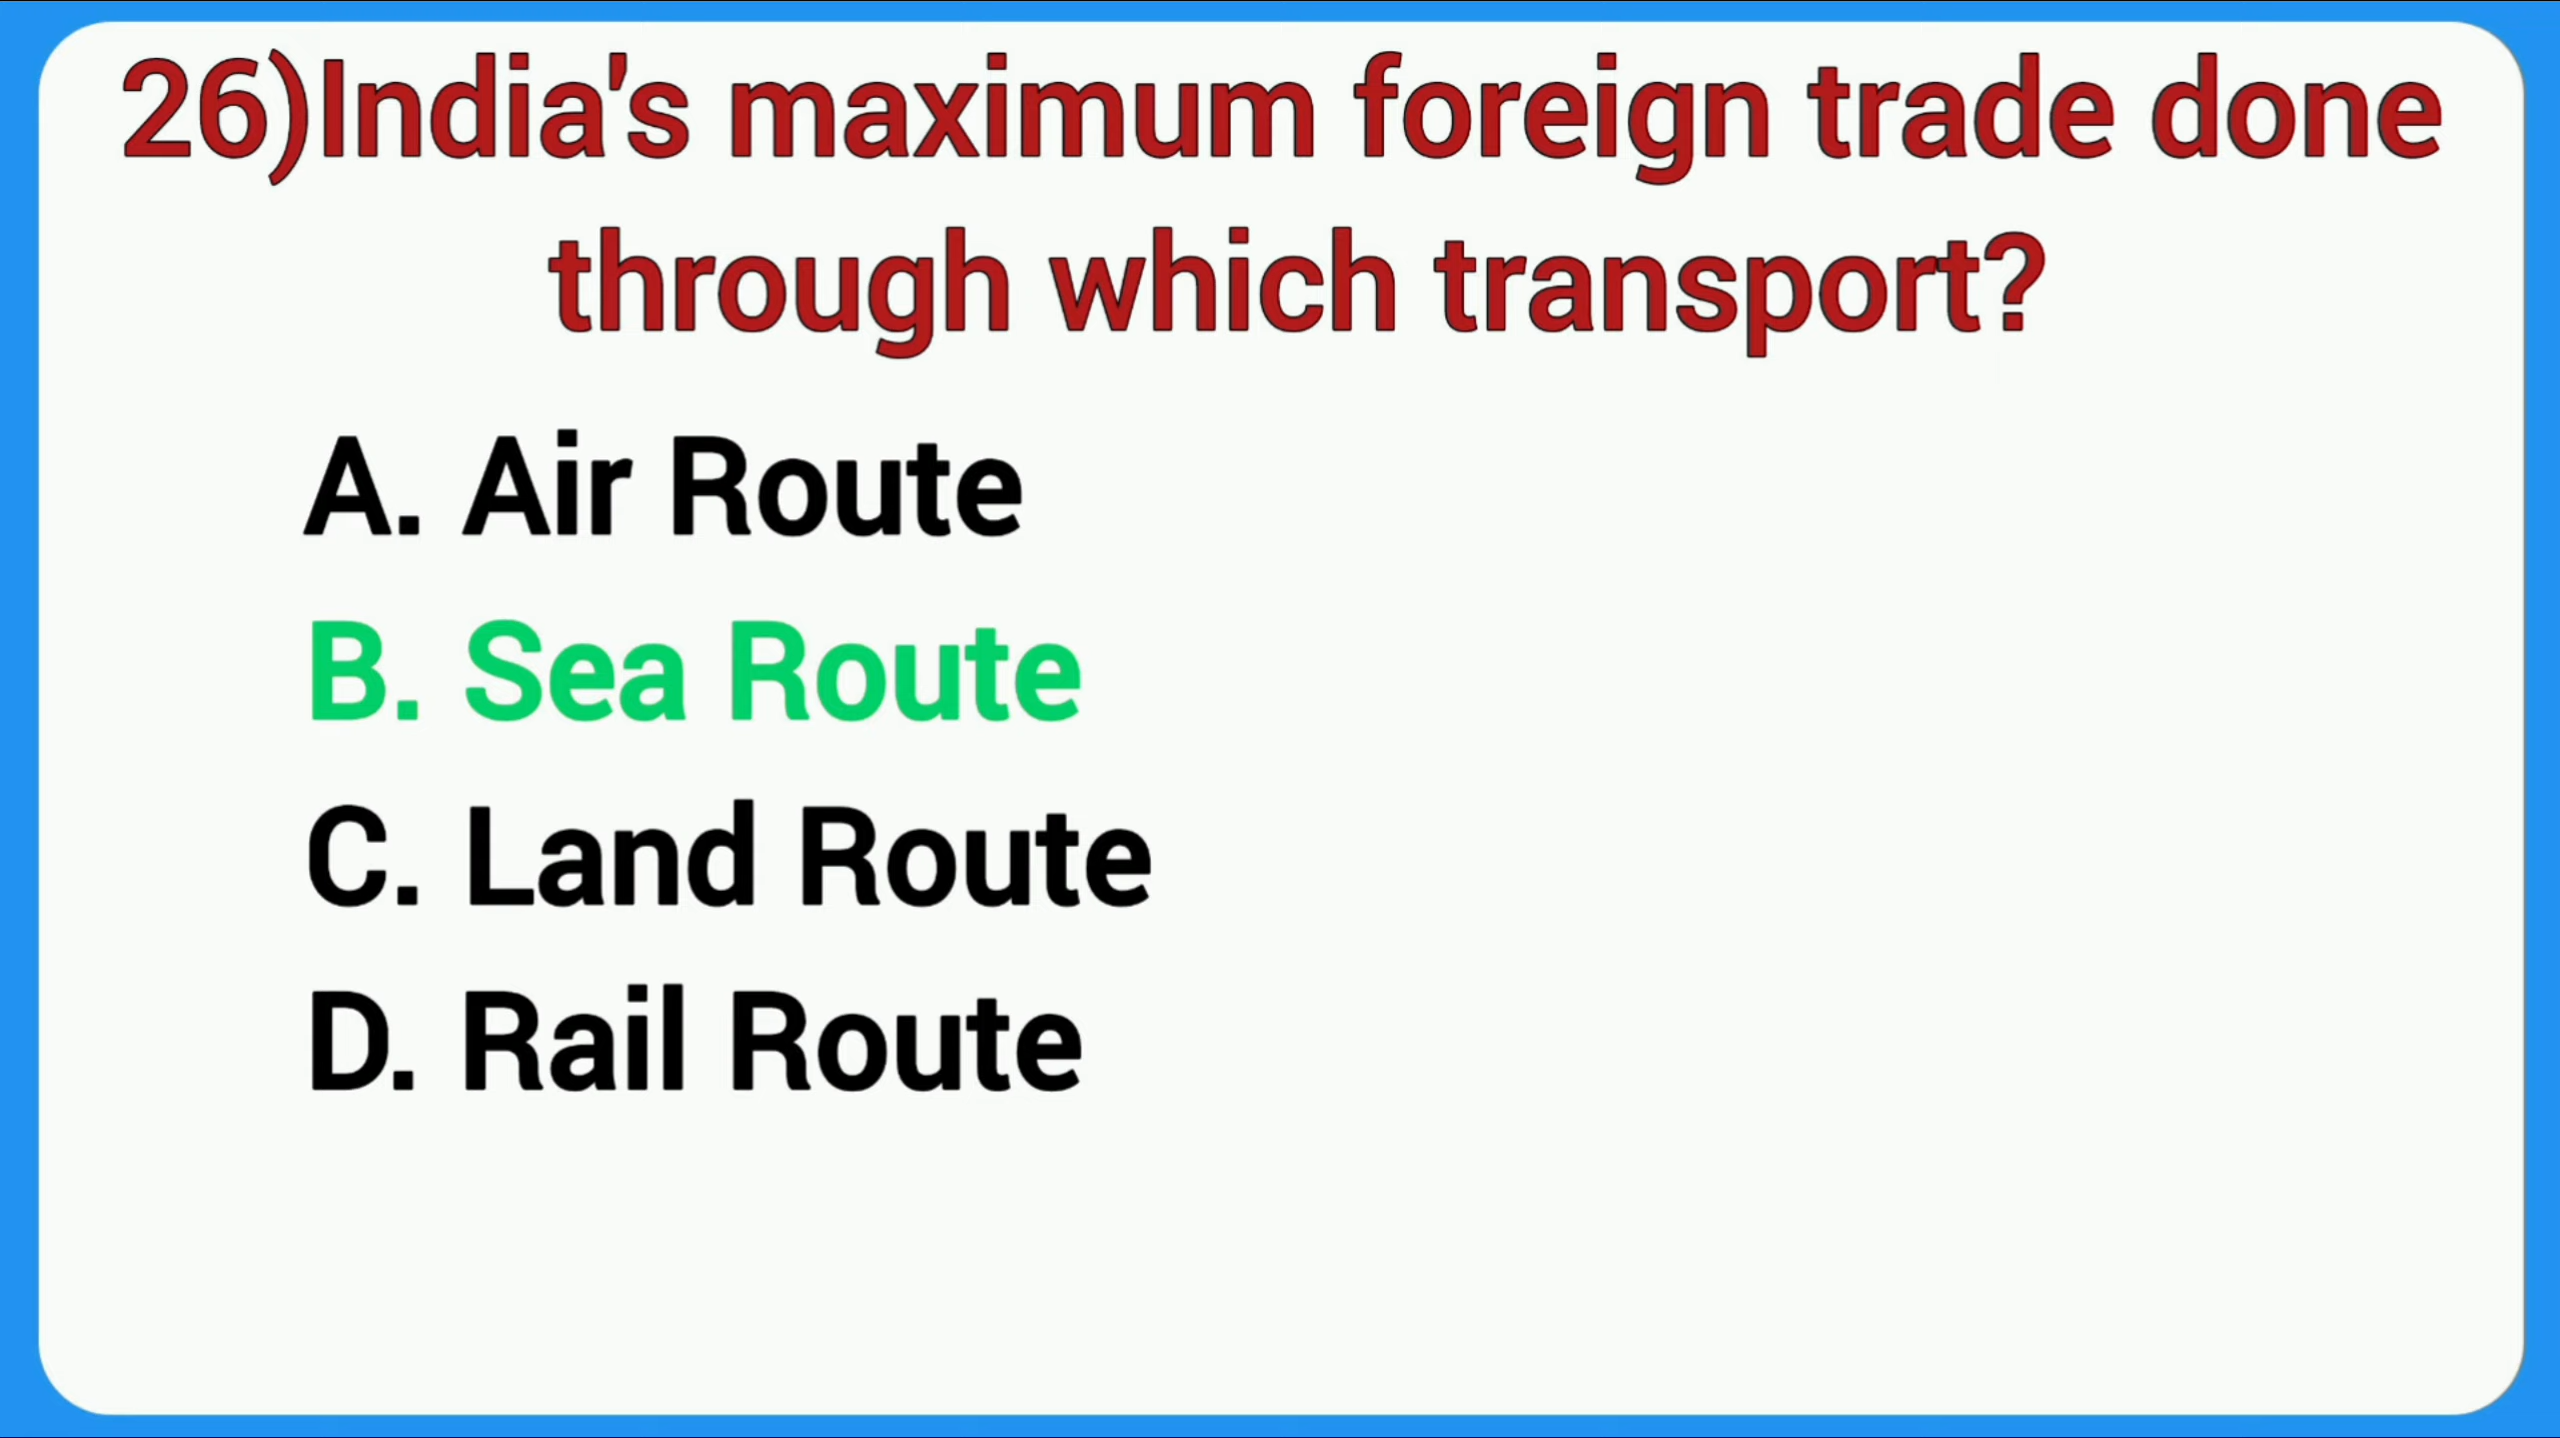 26)India's maximum foreign trade done
through which transport?
A. Air Route
B. Sea Route
C. Land Route
D. Rail Route